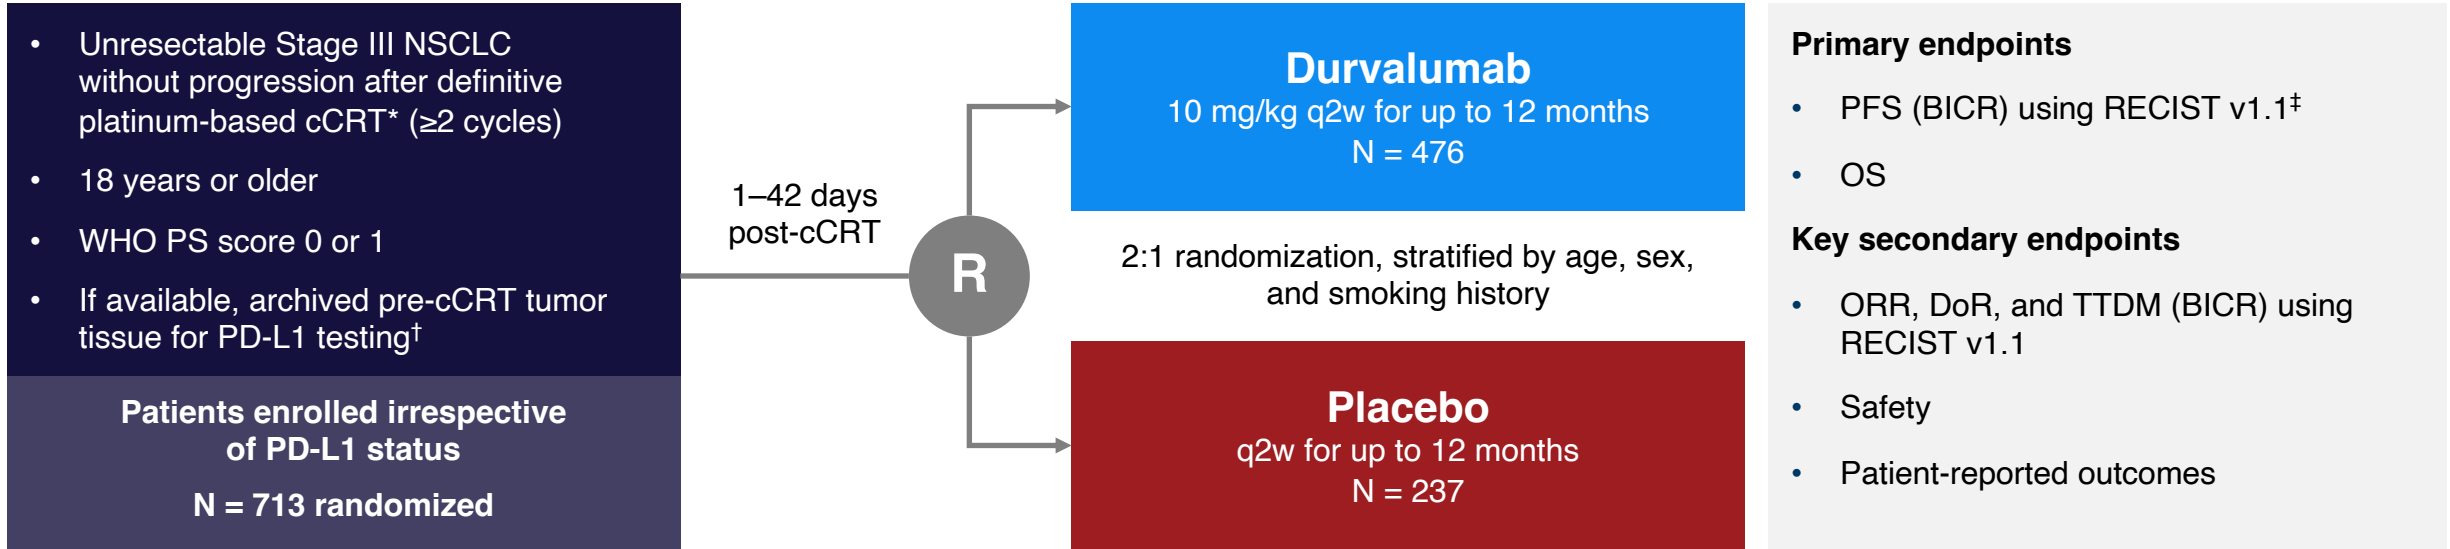 • Unresectable Stage III NSCLC
without progression after definitive
platinum-based cCRT* (≥2 cycles)
• 18 years or older
• WHO PS score 0 or 1
• If available, archived pre-cCRT tumor
tissue for PD-L1 testing†
Patients enrolled irrespective
of PD-L1 status
N = 713 randomized
1–42 days
post-cCRT
R
Durvalumab
10 mg/kg q2w for up to 12 months
N = 476
2:1 randomization, stratified by age, sex,
and smoking history
Placebo
q2w for up to 12 months
N = 237
Primary endpoints
• PFS (BICR) using RECIST v1.1‡
• OS
Key secondary endpoints
• ORR, DoR, and TTDM (BICR) using
RECIST v1.1
• Safety
• Patient-reported outcomes